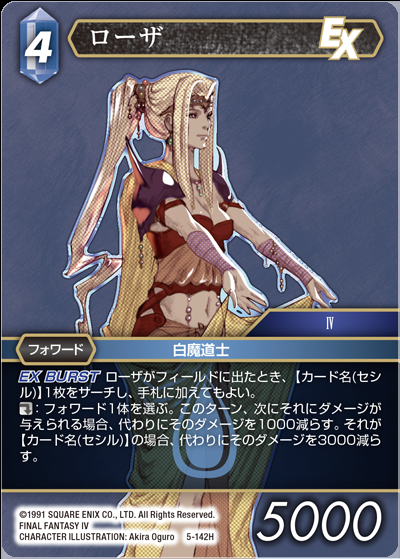 4
ローザ
EX
IV
フォワード
白魔道士
EX BURST ローザがフィールドに出たとき、【カード名(セシ
ル)】1枚をサーチし、手札に加えてもよい。
：フォワード1体を選ぶ。このターン、次にそれにダメージが
与えられる場合、代わりにそのダメージを1000減らす。それが
【カード名(セシル)】の場合、代わりにそのダメージを3000減ら
す。
©1991 SQUARE ENIX CO., LTD. All Rights Reserved.
FINAL FANTASY IV
CHARACTER ILLUSTRATION: Akira Oguro 5-142H
5000